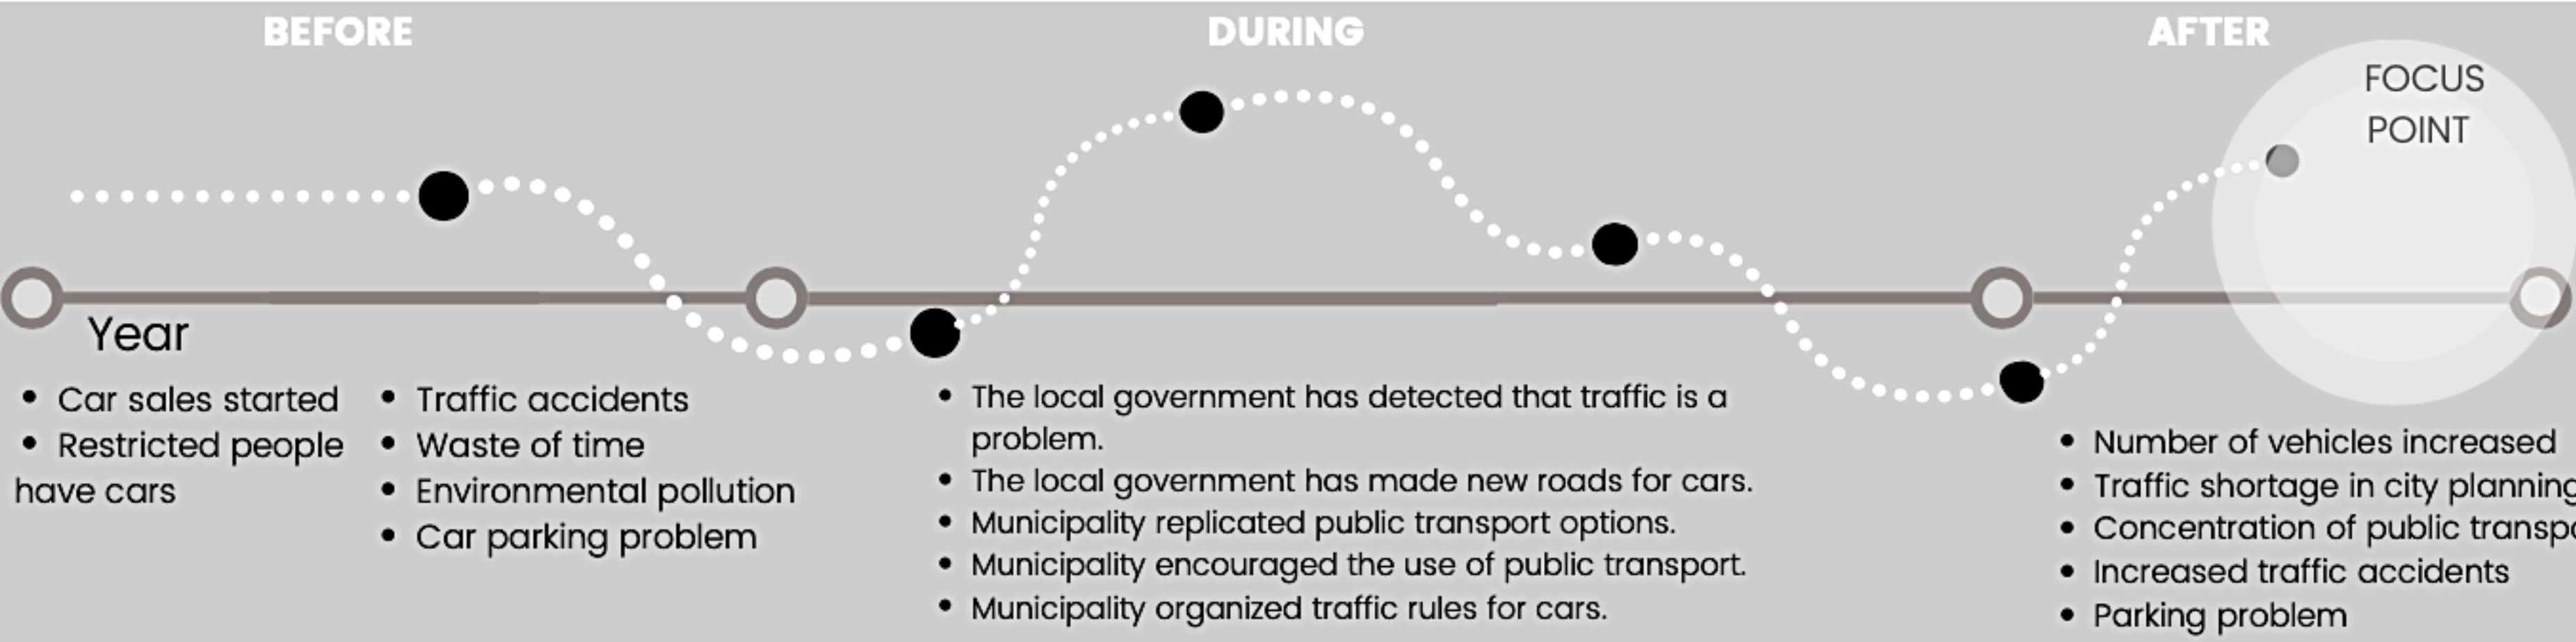 BEFORE
DURING
AFTER
FOCUS
POINT
Year
• Car sales started
• Restricted people
have cars
• Traffic accidents
• Waste of time
• Environmental pollution
• Car parking problem
• The local government has detected that traffic is a
problem.
• The local government has made new roads for cars.
• Municipality replicated public transport options.
• Municipality encouraged the use of public transport.
• Municipality organized traffic rules for cars.
• Number of vehicles increased
• Traffic shortage in city planning
• Concentration of public transpo
• Increased traffic accidents
• Parking problem